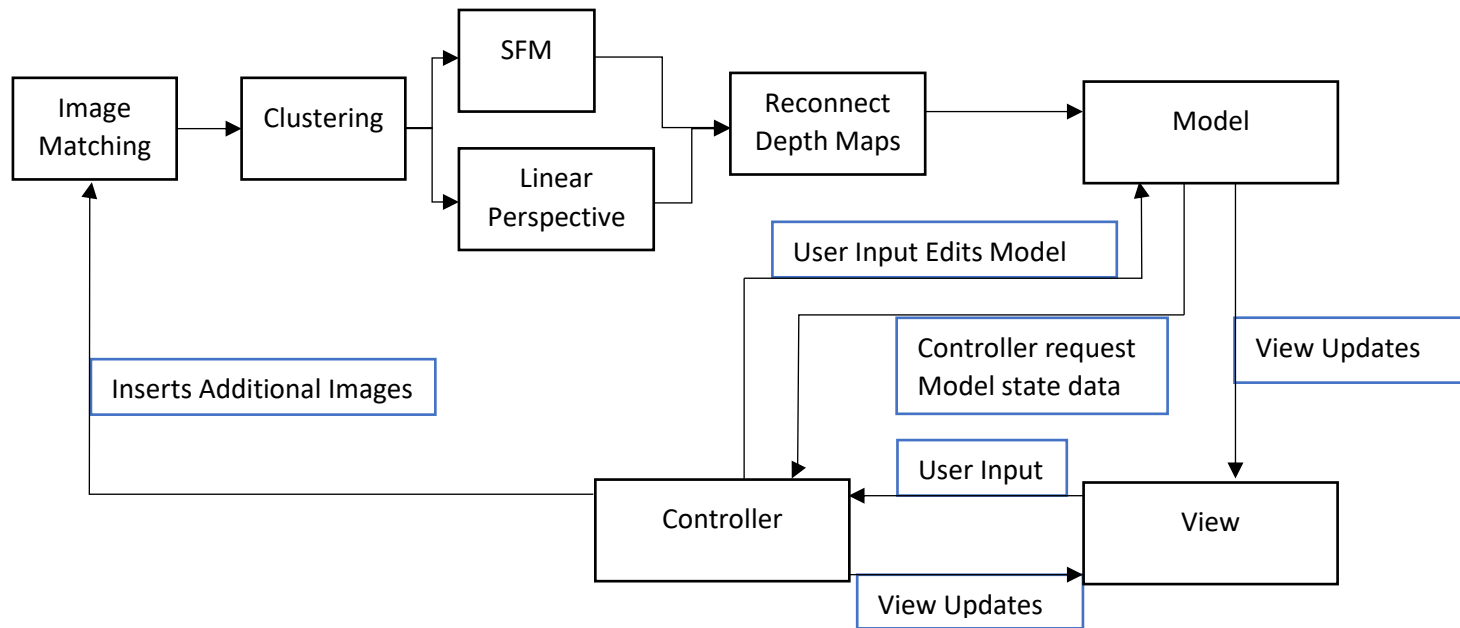 SFM
Image
Matching
Clustering
Linear
Perspective
Reconnect
Depth Maps
Model
User Input Edits Model
Controller request
Model state data
View Updates
Inserts Additional Images
User Input
Controller
View
View Updates